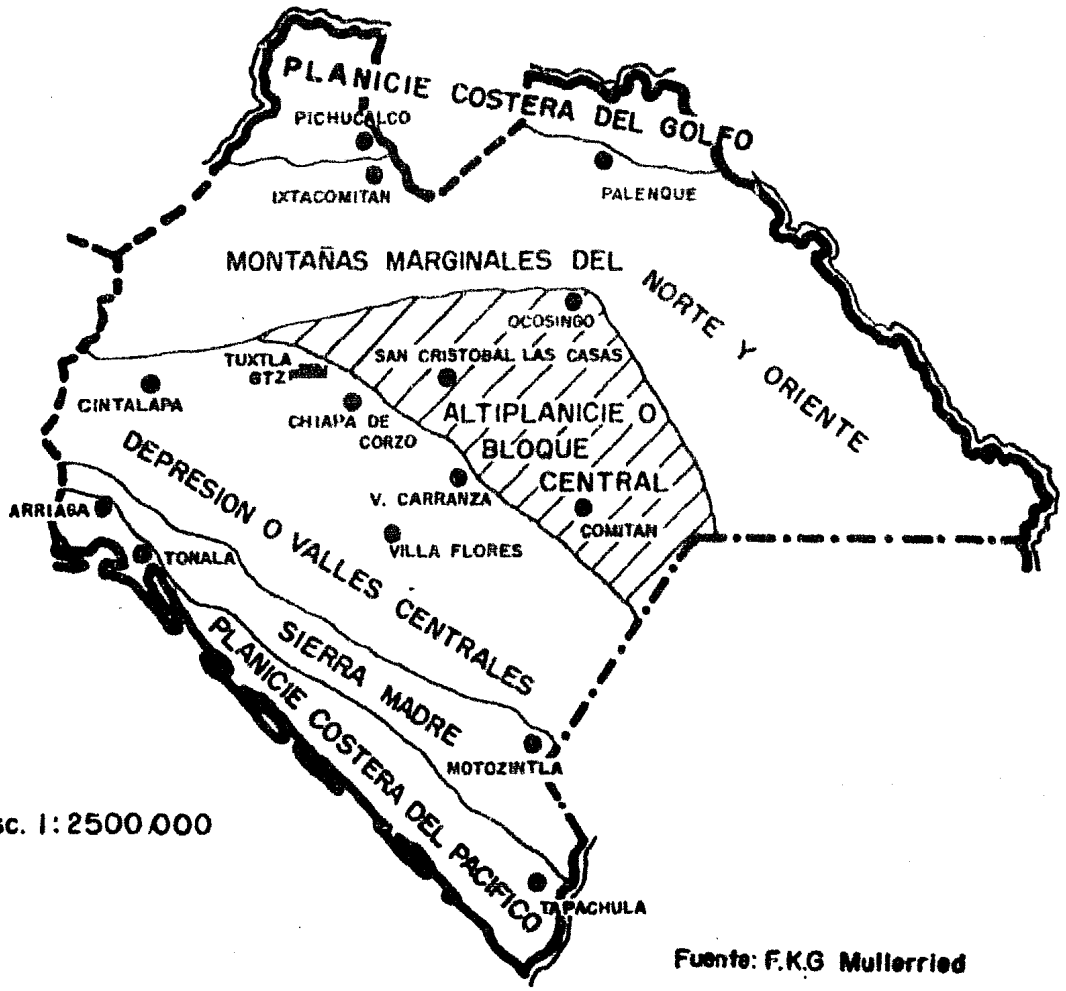 PLANICIE COSTERA DEL GOLFO
PICHUCALCO
IXTACOMITAN
PALENQUE
MONTAÑAS MARGINALES DEL NORTE Y ORIENTE
OCOSINGO
TUXTLA
GTZ
SAN CRISTOBAL LAS CASAS
CINTALAPA
CHIAPA DE
CORZO
ALTIPLANICIE O
BLOQUE
CENTRAL
V. CARRANZA
COMITAN
DEPRESION O VALLES CENTRALES
ARRIAGA
VILLA FLORES
TONALA
SIERRA MADRE
PLANICIE COSTERA DEL PACIFICO
MOTOZINTLA
sc. 1:2500.000
TAPACHULA
Fuente: F.K.G Mullerried